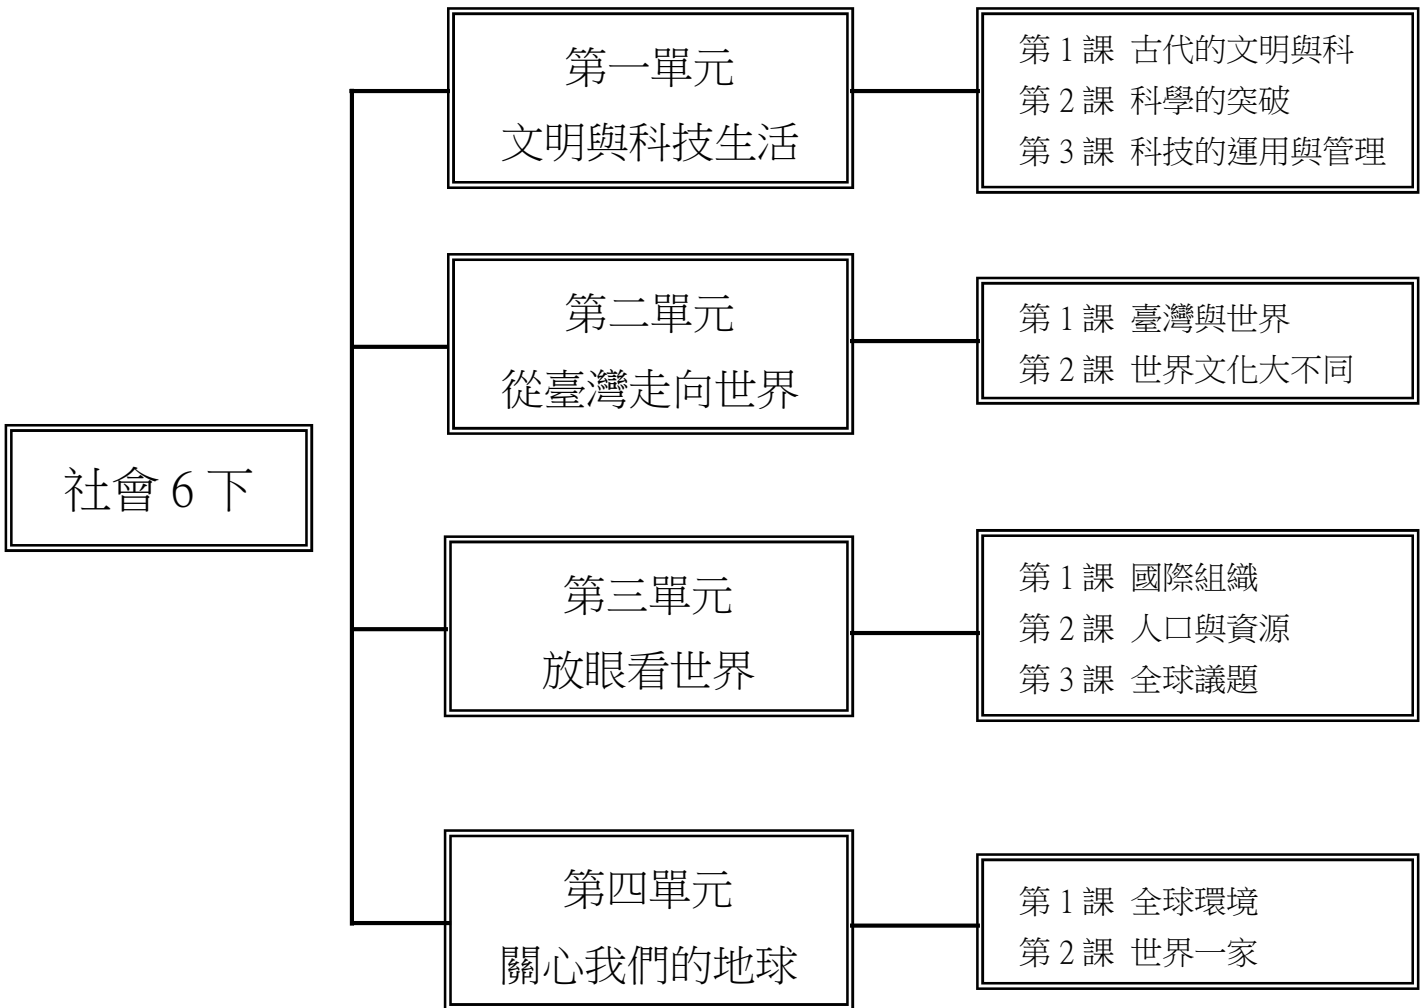 社會 6 下
第一單元
文明與科技生活
第 1 課 古代的文明與科
第 2 課 科學的突破
第 3 課 科技的運用與管理
第二單元
從臺灣走向世界
第 1 課 臺灣與世界
第 2 課 世界文化大不同
第三單元
放眼看世界
第 1 課 國際組織
第 2 課 人口與資源
第 3 課 全球議題
第四單元
關心我們的地球
第 1 課 全球環境
第 2 課 世界一家